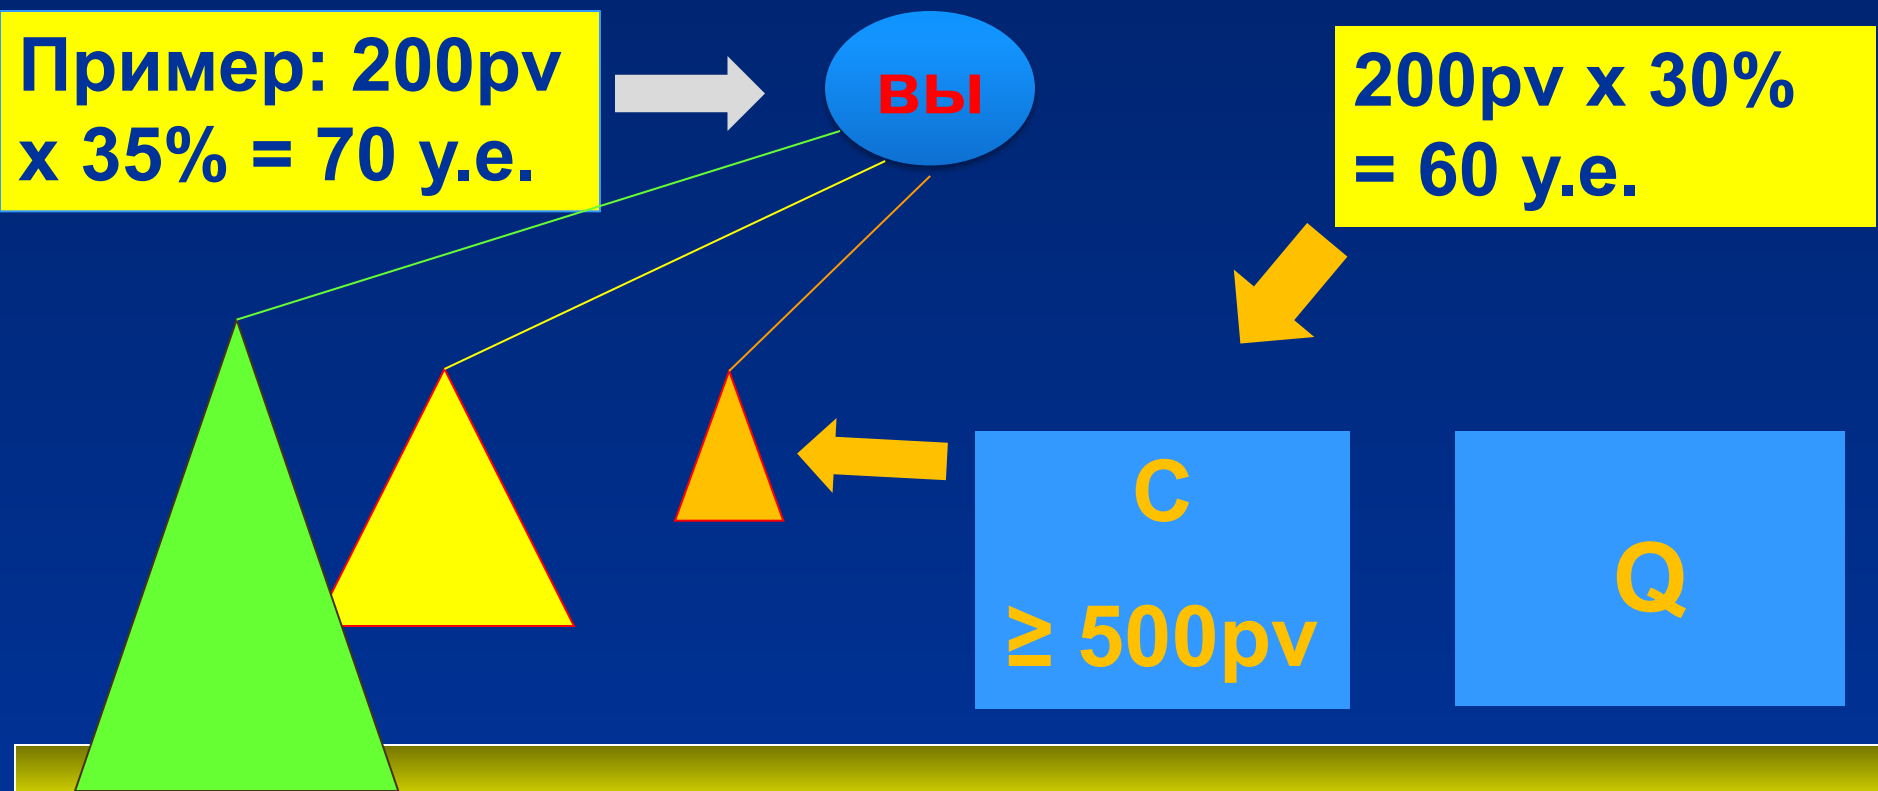 Пример: 200pv
x 35% = 70 у.е.
вы
200pv x 30%
= 60 у.е.
C
≥ 500pv
Q